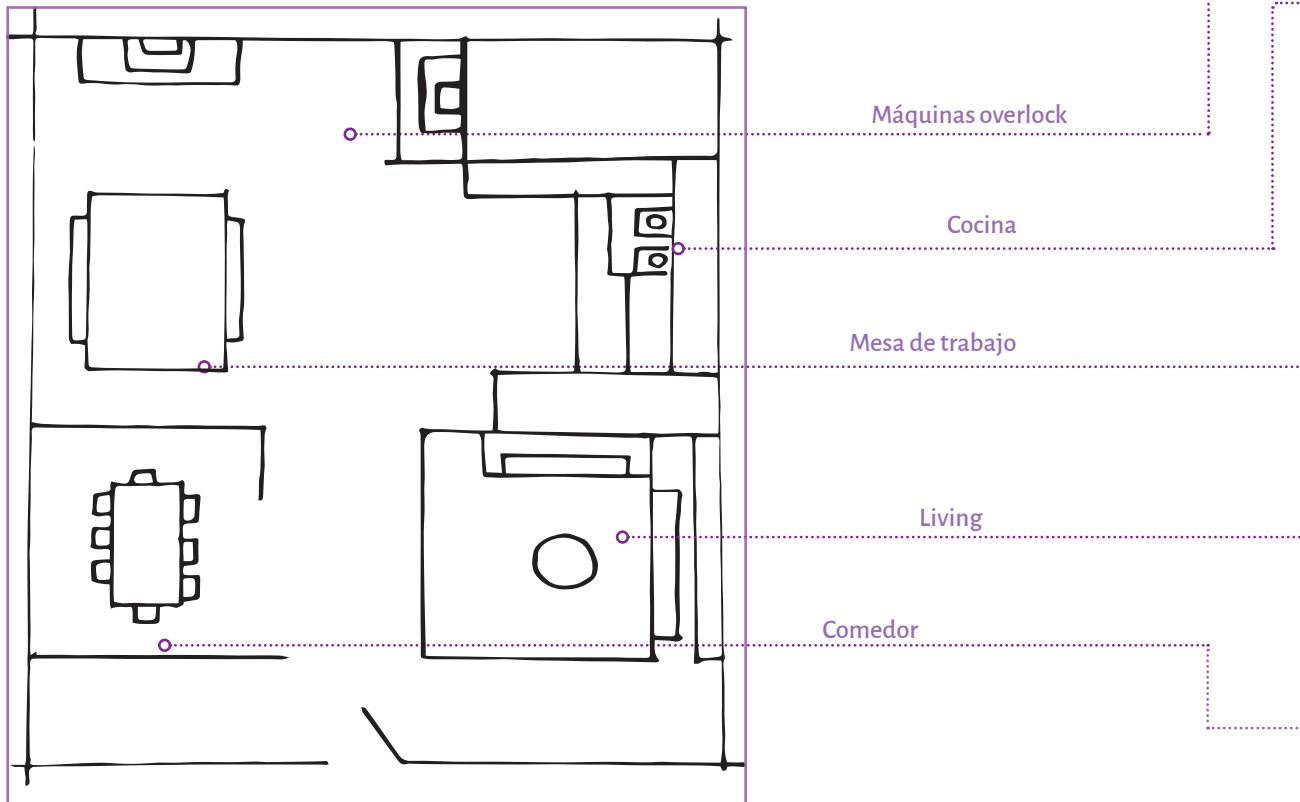 Máquinas overlock
Cocina
Mesa de trabajo
Living
Comedor